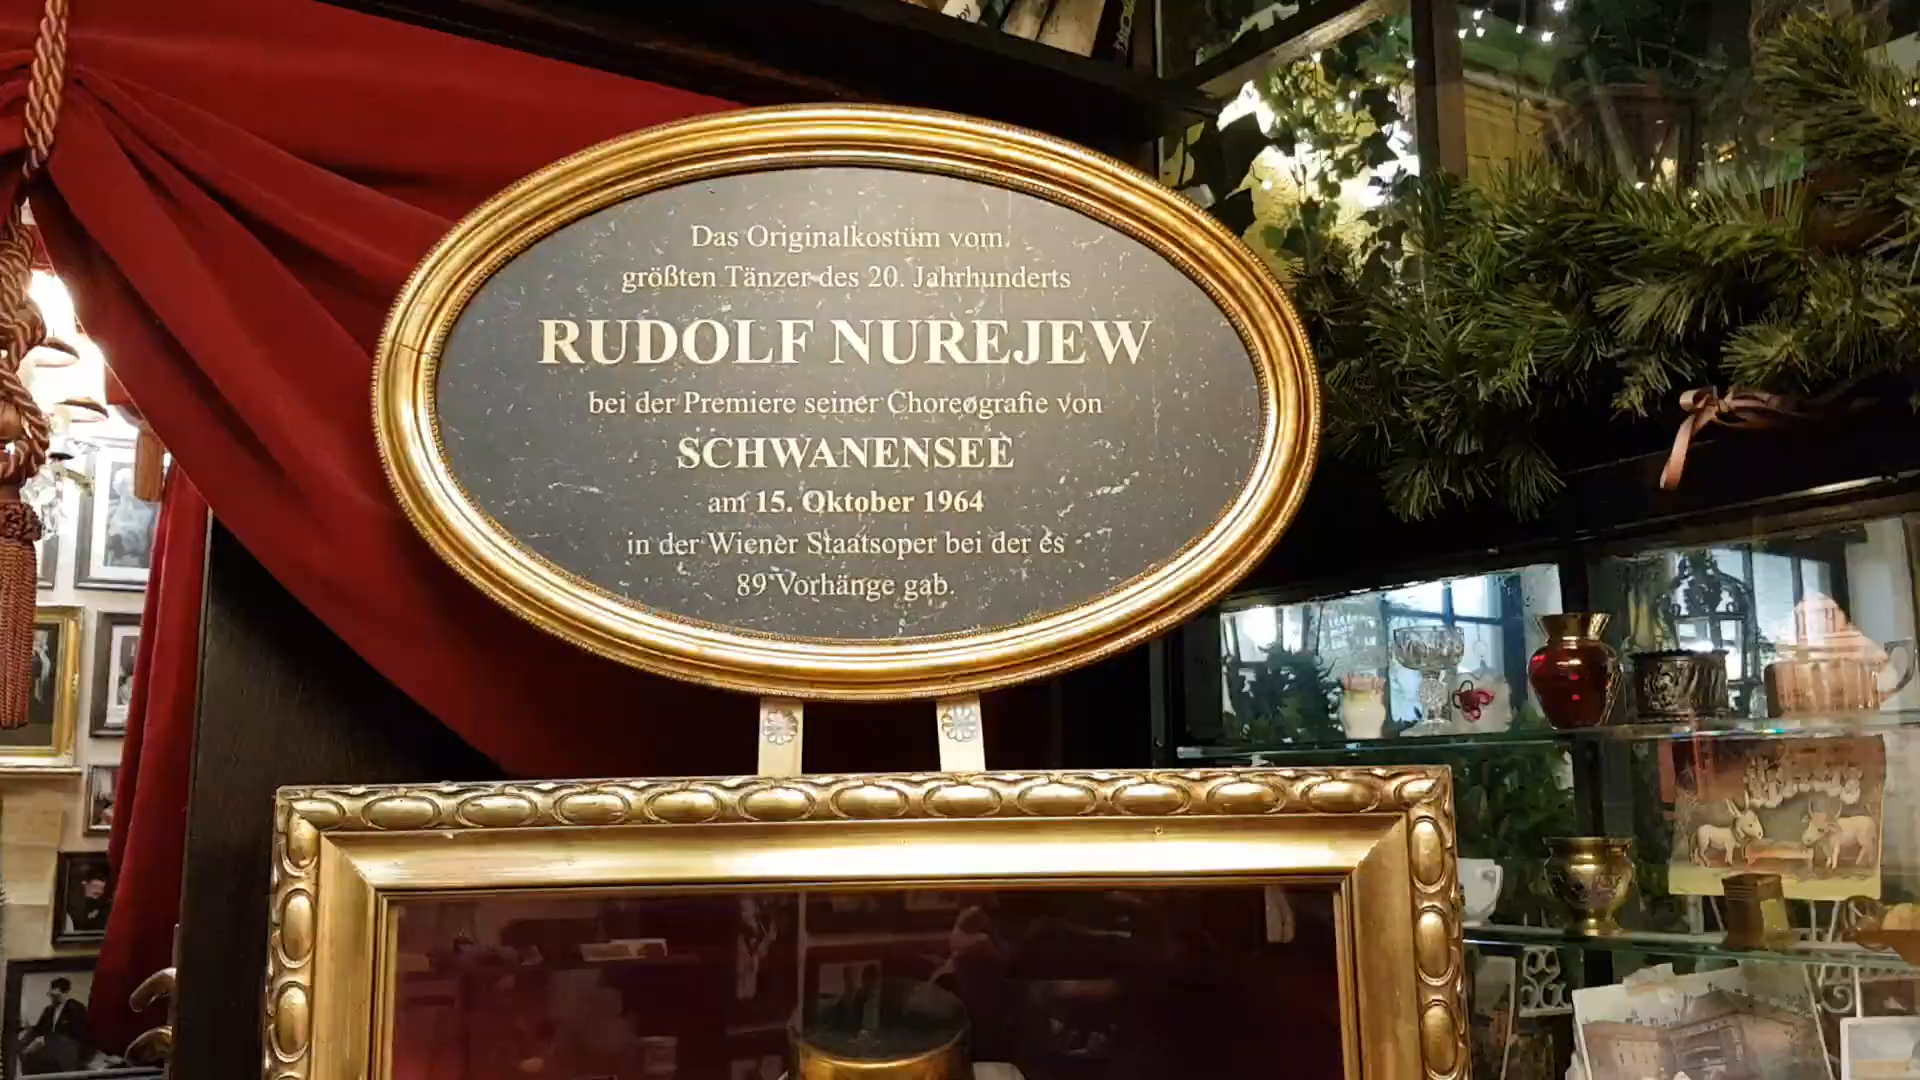 Das Originalkostüm vom
größten Tänzer des 20. Jahrhunderts
RUDOLF NUREJEW
bei der Premiere seiner Choreografie von
SCHWANENSEE
am 15. Oktober 1964
in der Wiener Staatsoper bei der es
89 Vorhänge gab.